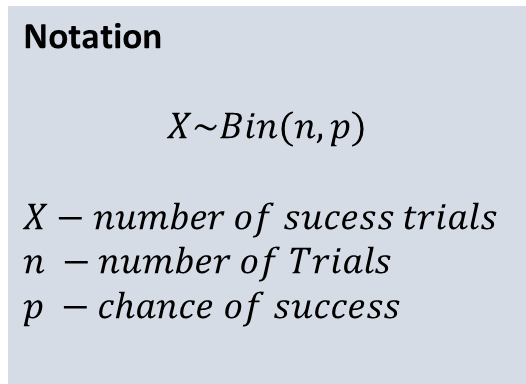 Notation
X~Bin(n,p)
X – number of sucess trials
n – number of Trials
p – chance of success